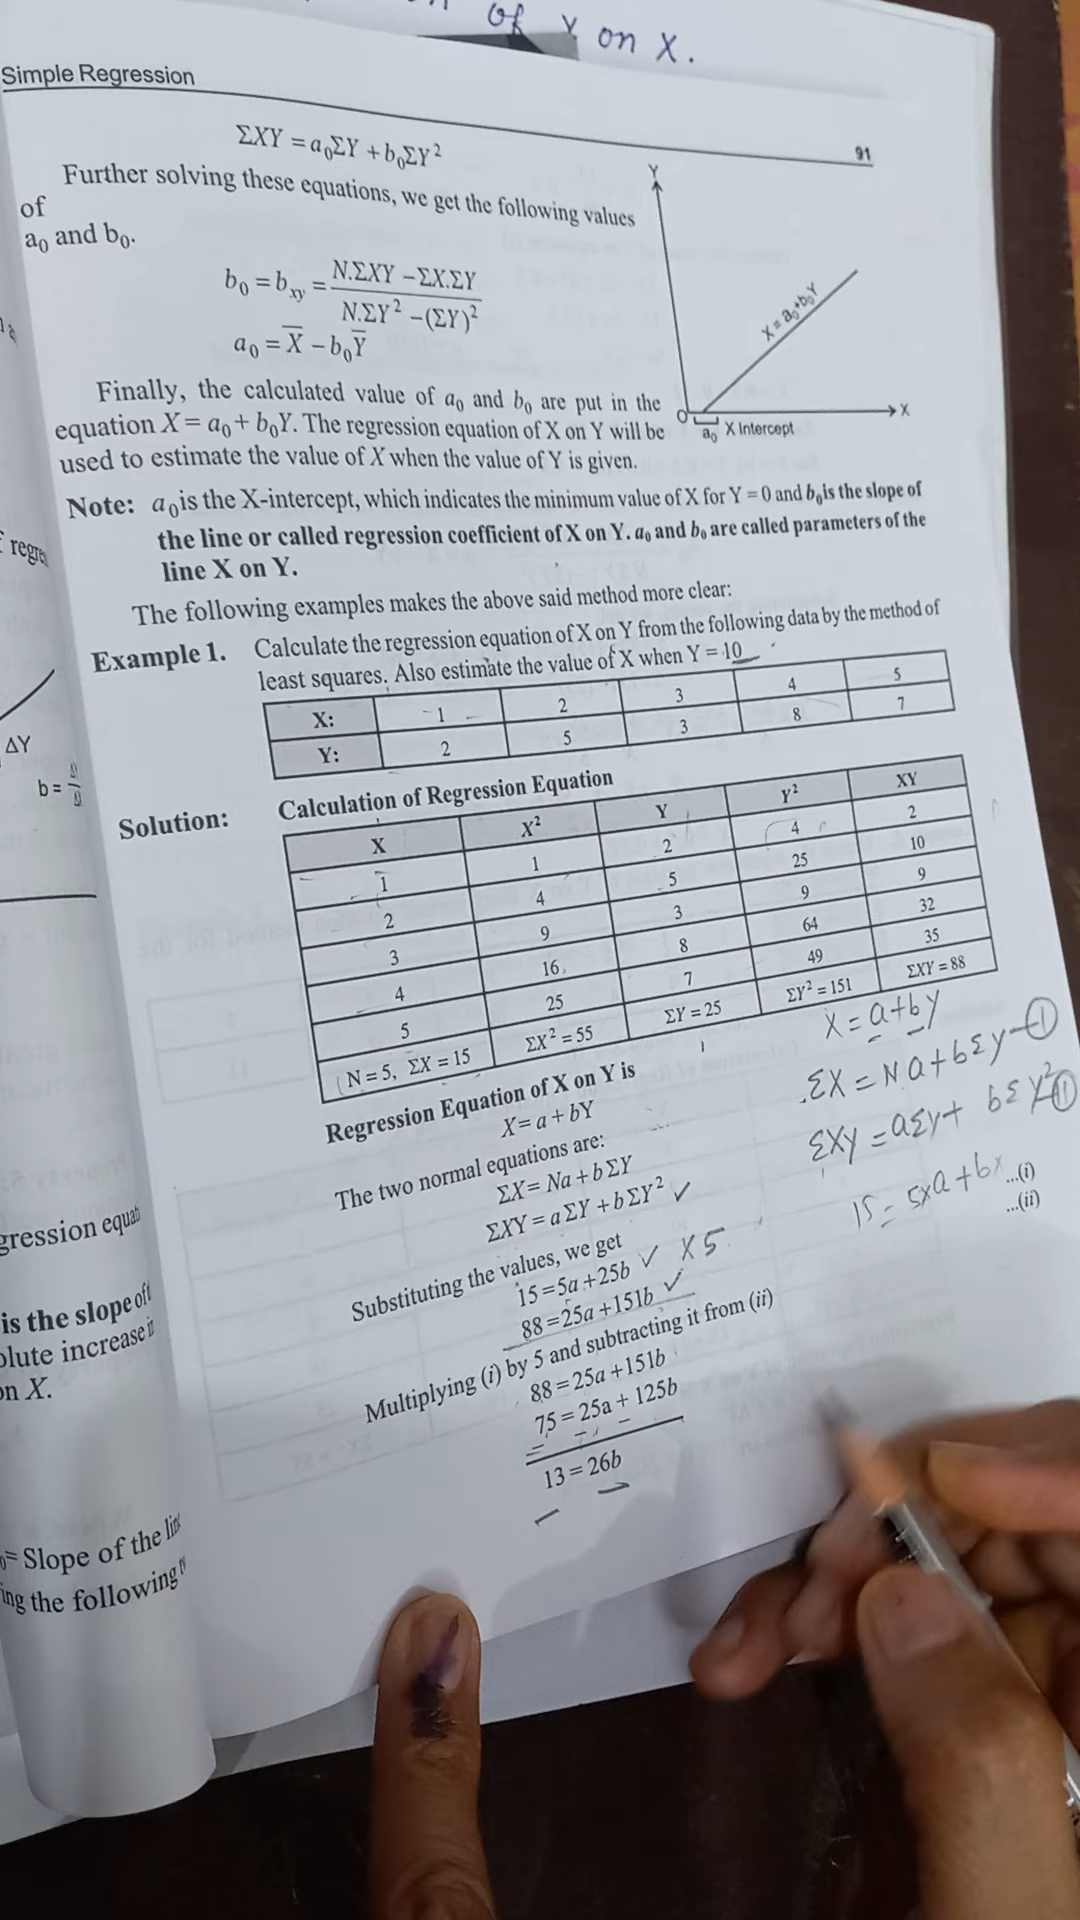 of Y on X.
Simple Regression
91
ΣXY = a₀ΣY + b₀ΣY²
Further solving these equations, we get the following values
of
a₀ and b₀.
b₀ = b_xy = (N.ΣXY − ΣX.ΣY) / (N.ΣY² − (ΣY)²)
a₀ = X̄ − b₀Ȳ
Y
X = a₀+b₀Y
O
X
a₀ X Intercept
Finally, the calculated value of a₀ and b₀ are put in the
equation X = a₀ + b₀Y. The regression equation of X on Y will be
used to estimate the value of X when the value of Y is given.
Note: a₀ is the X-intercept, which indicates the minimum value of X for Y = 0 and b₀ is the slope of
the line or called regression coefficient of X on Y. a₀ and b₀ are called parameters of the
line X on Y.
The following examples makes the above said method more clear:
Example 1. Calculate the regression equation of X on Y from the following data by the method of
least squares. Also estimate the value of X when Y = 10
X: 1 2 3 4 5
Y: 2 5 3 8 7
Solution: Calculation of Regression Equation
X X² Y Y² XY
1 1 2 4 2
2 4 5 25 10
3 9 3 9 9
4 16 8 64 32
5 25 7 49 35
N = 5, ΣX = 15 ΣX² = 55 ΣY = 25 ΣY² = 151 ΣXY = 88
Regression Equation of X on Y is
X = a + bY
The two normal equations are:
ΣX = Na + bΣY ...(i)
ΣXY = aΣY + bΣY² ✓ ...(ii)
Substituting the values, we get
15 = 5a + 25b ✓ X 5
88 = 25a + 151b ✓
Multiplying (i) by 5 and subtracting it from (ii)
88 = 25a + 151b
75 = 25a + 125b
= − −
13 = 26b
X = a + by
ΣX = Na + bΣy − ①
ΣXy = aΣy + bΣy²
15 = 5xa + bx
regre
ΔY
b =
gression equat
is the slope of t
olute increase i
on X.
= Slope of the
ing the following